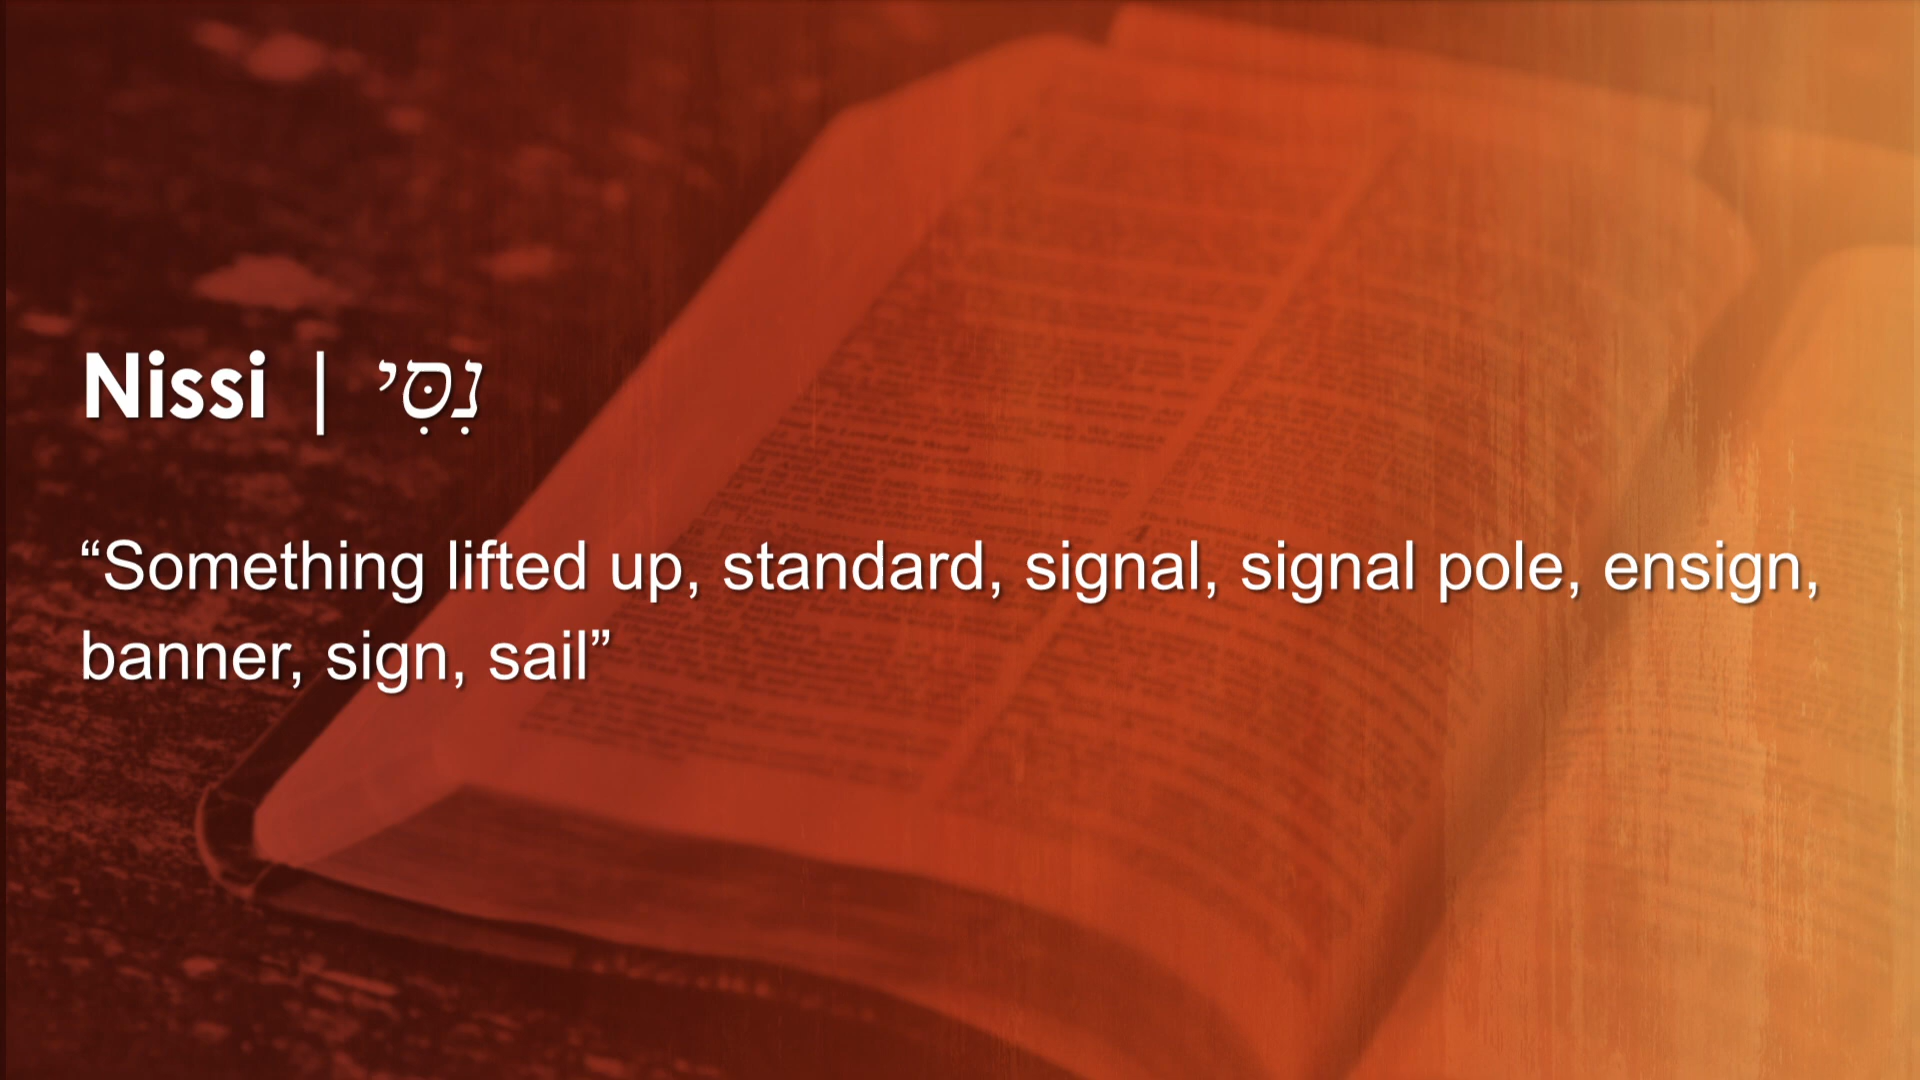 Nissi | נִסִּי
“Something lifted up, standard, signal, signal pole, ensign,
banner, sign, sail”